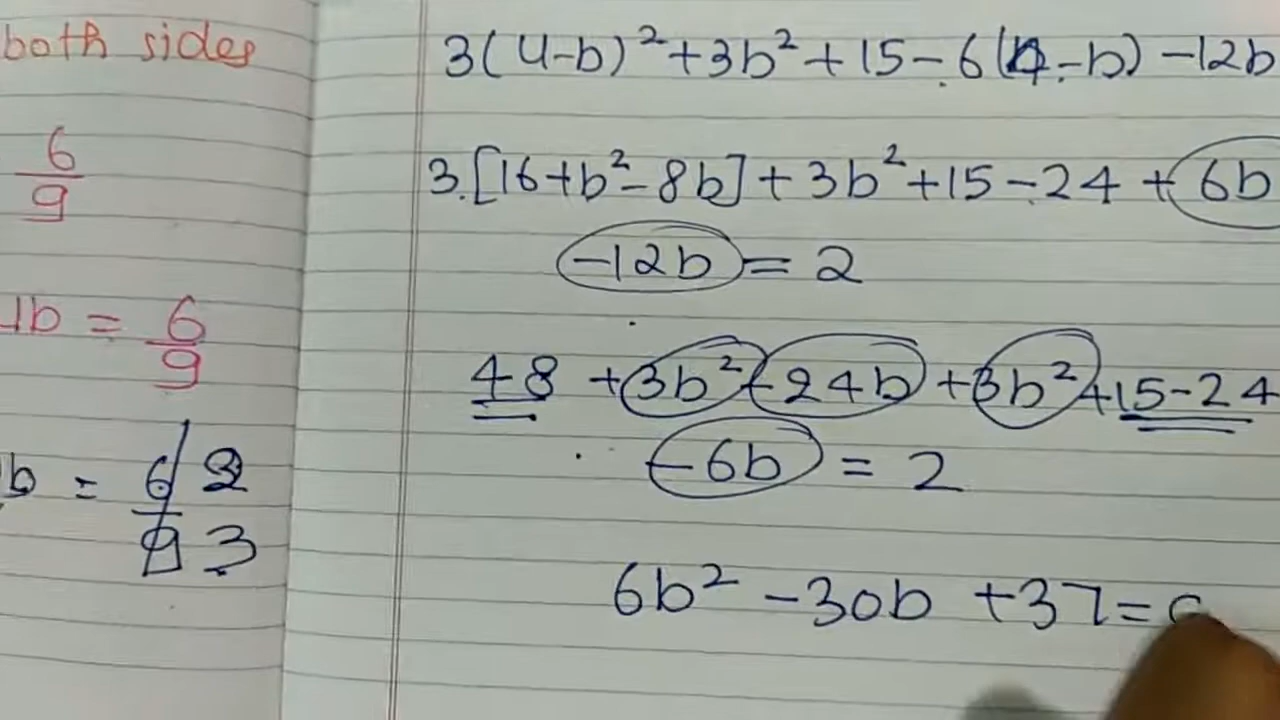 both sides
6/9
1b = 6/9
b = 6/9 2/3
3(4-b)² +3b² +15-6(4-b) -12b
3.[16+b²-8b] +3b² +15-24 +6b
-12b = 2
48 +3b² -24b +3b² +15-24
-6b = 2
6b² -30b +37=